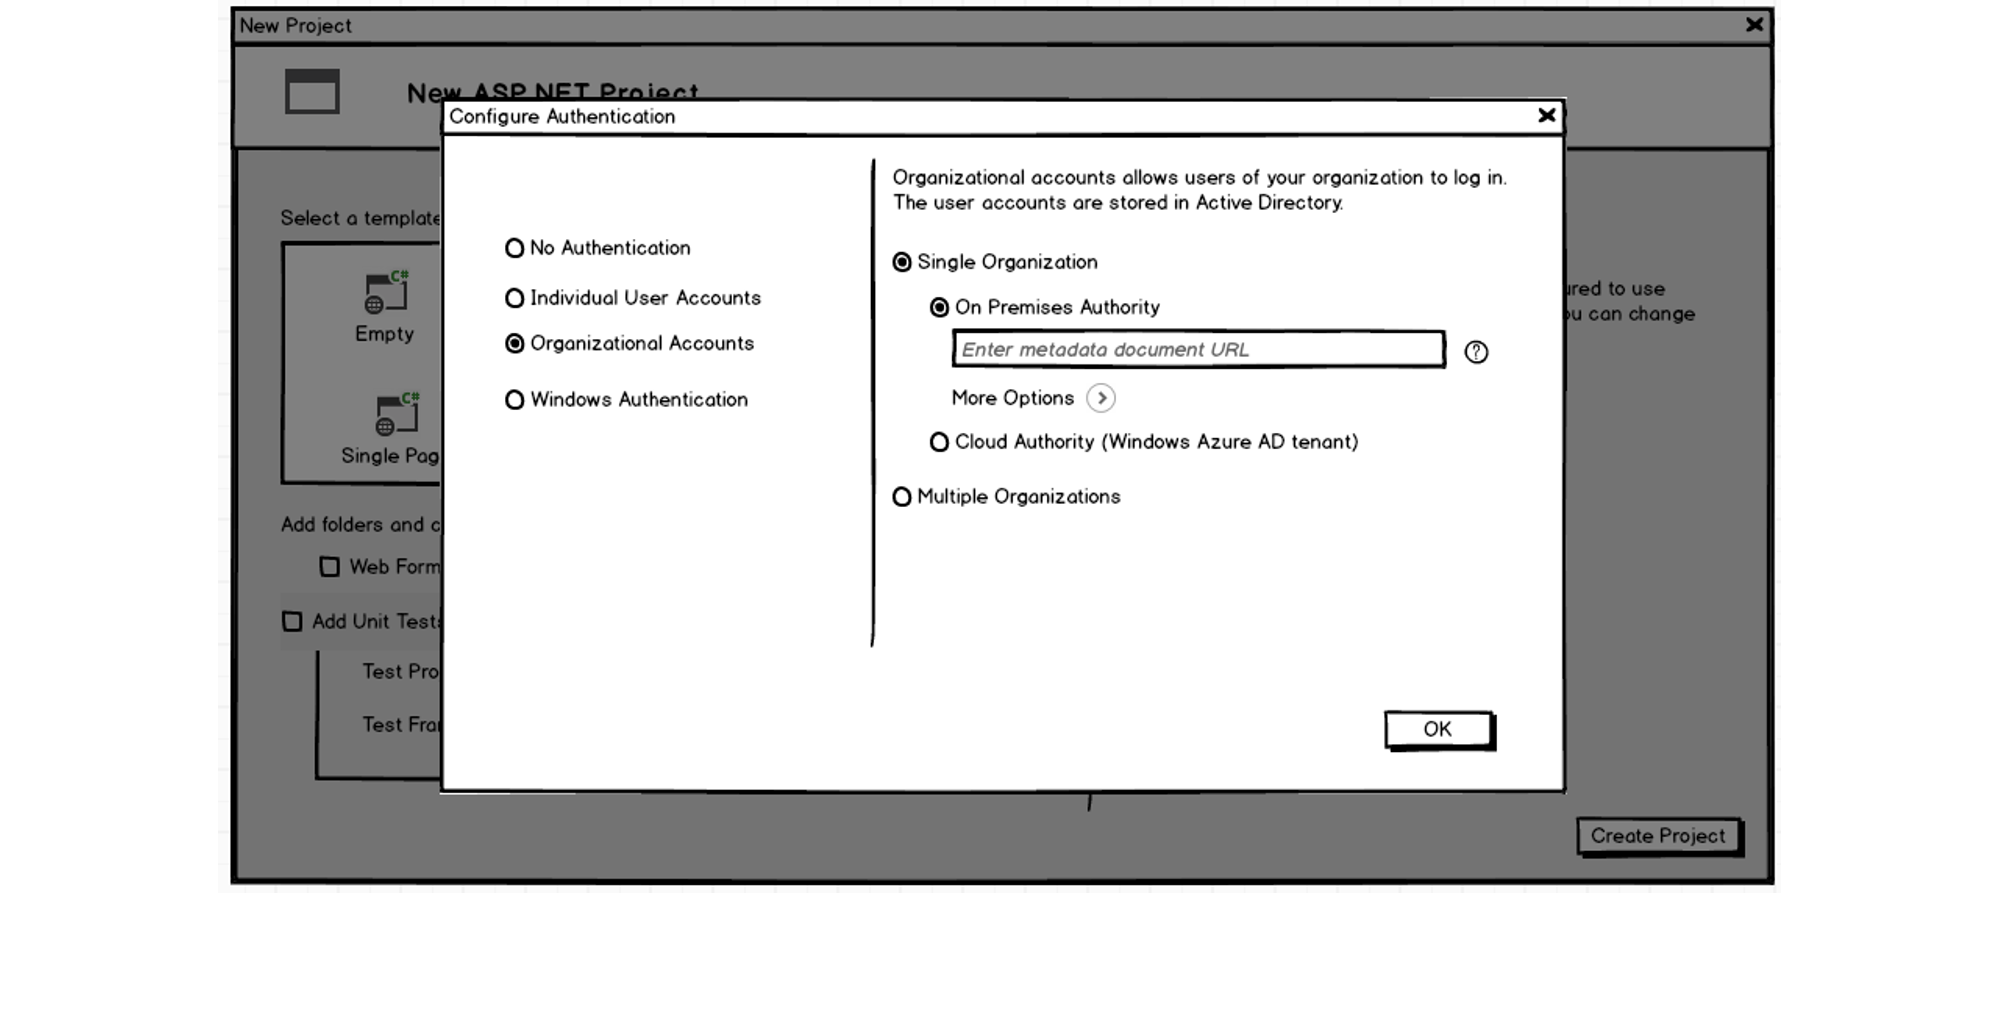 New Project
New ASP.NET Project
Configure Authentication
Organizational accounts allows users of your organization to log in.
The user accounts are stored in Active Directory.
No Authentication
Individual User Accounts
Organizational Accounts
Windows Authentication
Single Organization
On Premises Authority
Enter metadata document URL
?
More Options
Cloud Authority (Windows Azure AD tenant)
Multiple Organizations
OK
Select a template
C#
Empty
C#
Single Pag
Add folders and c
Web Form
Add Unit Tests
Test Pro
Test Fra
ured to use
ou can change
Create Project